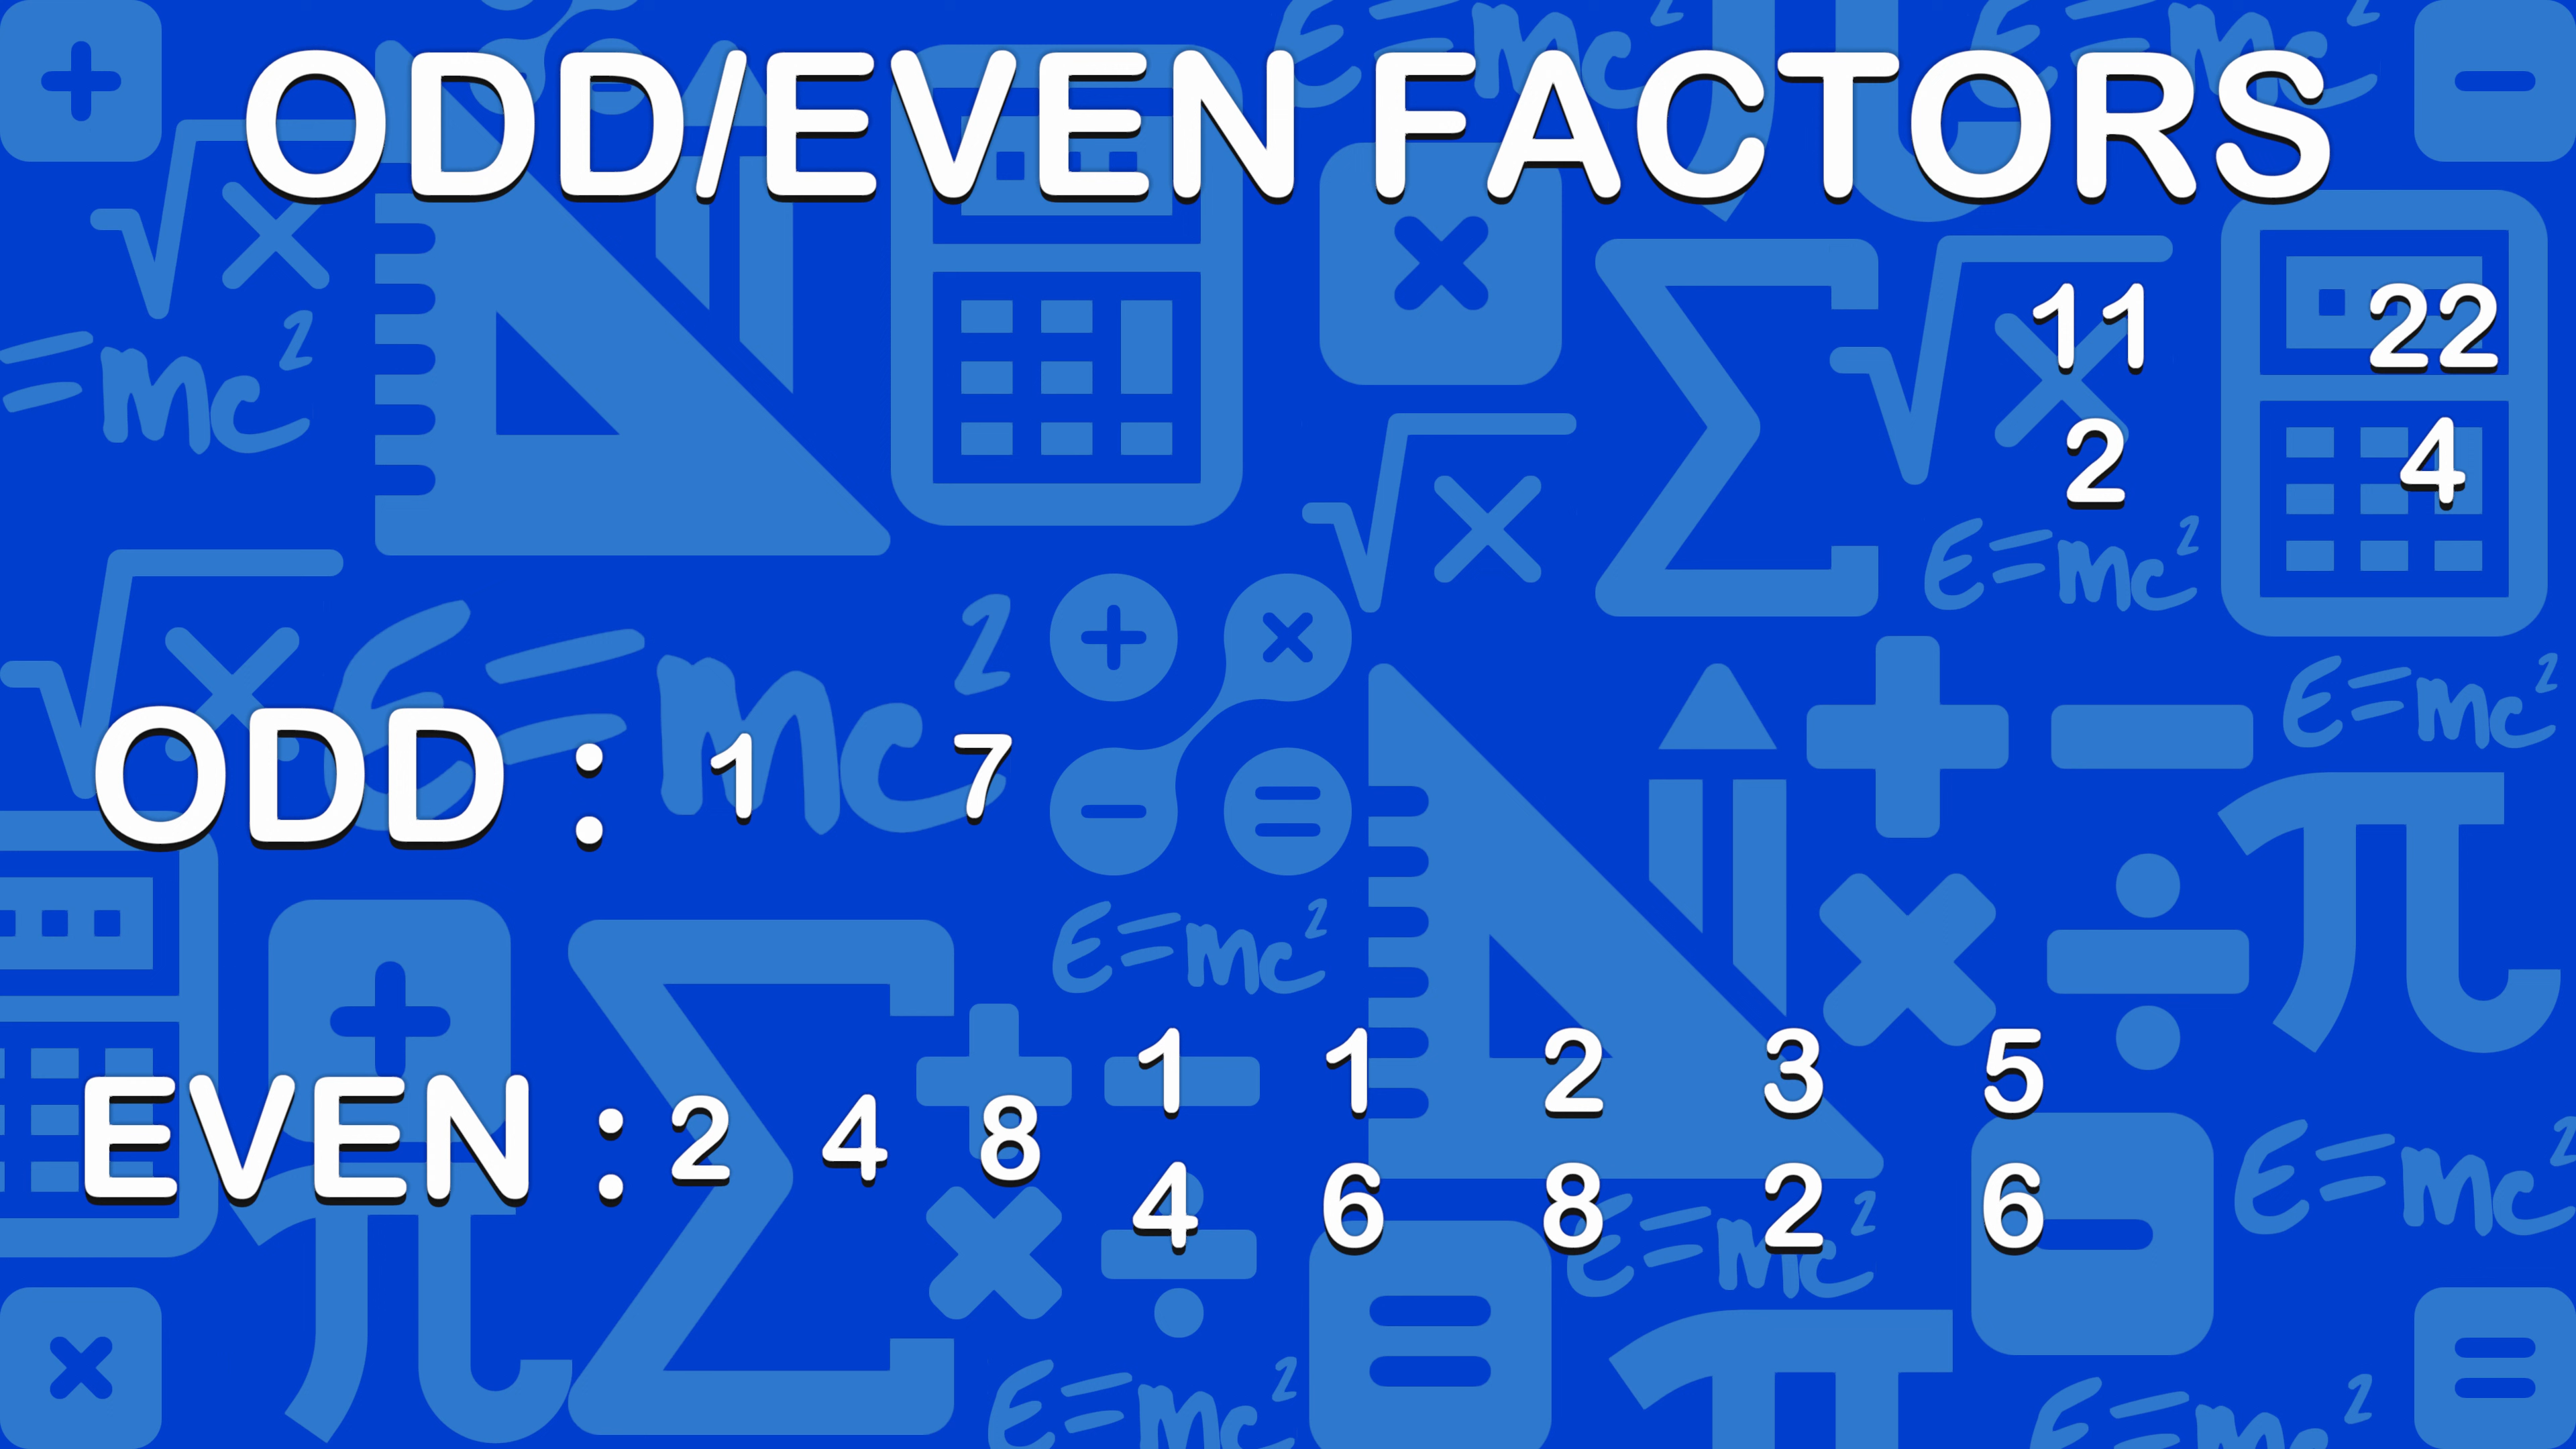 ODD/EVEN FACTORS
11 22
2 4
ODD : 1 7
EVEN : 2 4 8
1 1 2 3 5
4 6 8 2 6